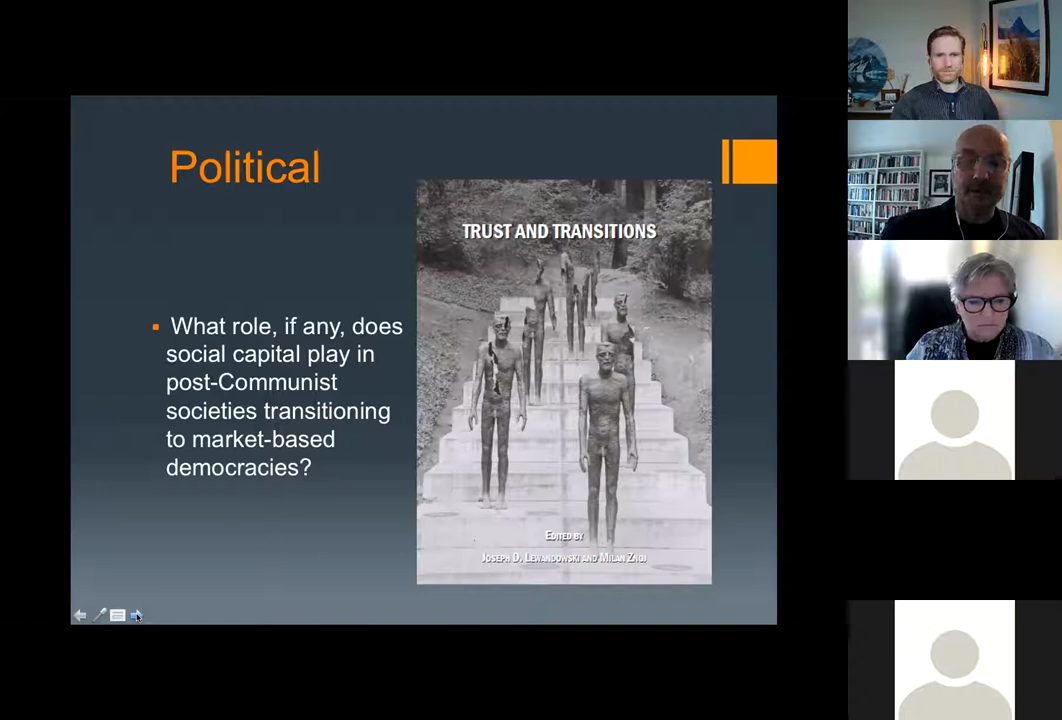 Political
TRUST AND TRANSITIONS
What role, if any, does
social capital play in
post-Communist
societies transitioning
to market-based
democracies?
EDITED BY
JOSEPH D. LEWANDOWSKI AND MILAN ZNOJ